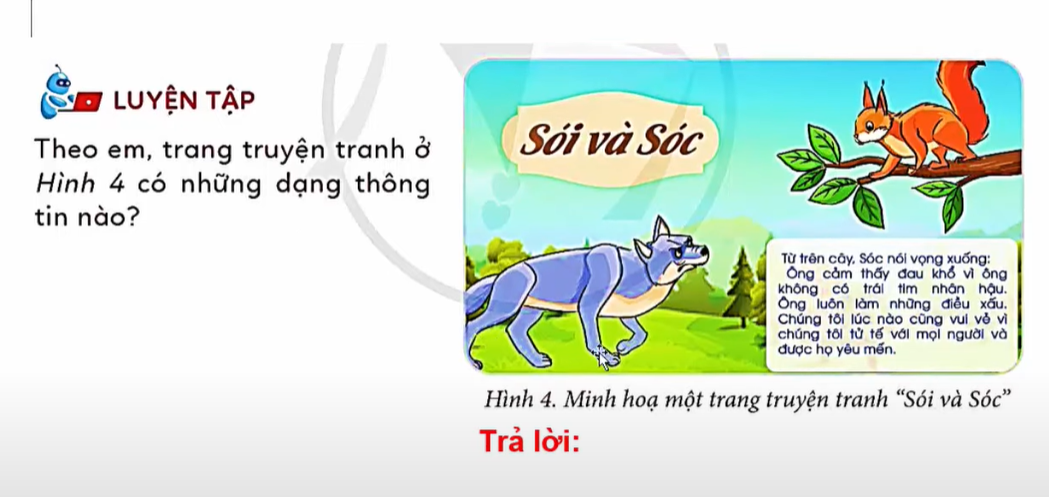 LUYỆN TẬP
Theo em, trang truyện tranh ở
Hình 4 có những dạng thông
tin nào?
Sói và Sóc
Từ trên cây, Sóc nói vọng xuống:
Ông cảm thấy đau khổ vì ông
không có trái tim nhân hậu.
Ông luôn làm những điều xấu.
Chúng tôi lúc nào cũng vui vẻ vì
chúng tôi tử tế với mọi người và
được họ yêu mến.
Hình 4. Minh hoạ một trang truyện tranh “Sói và Sóc”
Trả lời: